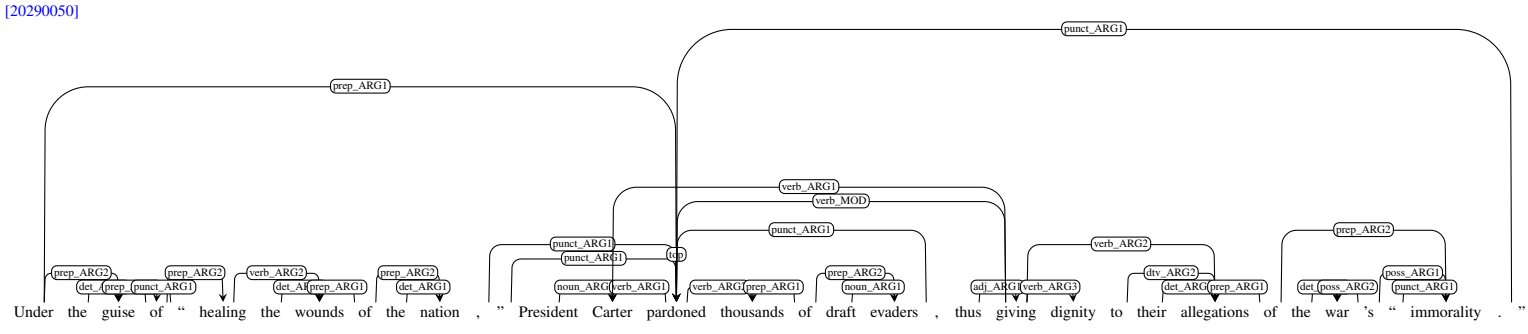 [20290050]
punct_ARG1
prep_ARG1
verb_ARG1
verb_MOD
punct_ARG1 prep_ARG2
punct_ARG1 verb_ARG2
punct_ARG1 top
prep_ARG2 prep_ARG2 verb_ARG2 prep_ARG2 prep_ARG2 dtv_ARG2 poss_ARG1
punct_ARG1 prep_ARG1 det_ARG1 noun_ARG1 verb_ARG1 prep_ARG1 noun_ARG1 adj_ARG1 verb_ARG3 det_ARG1 prep_ARG1 poss_ARG2 punct_ARG1
Under the guise of “ healing the wounds of the nation , ” President Carter pardoned thousands of draft evaders , thus giving dignity to their allegations of the war 's “ immorality . ”